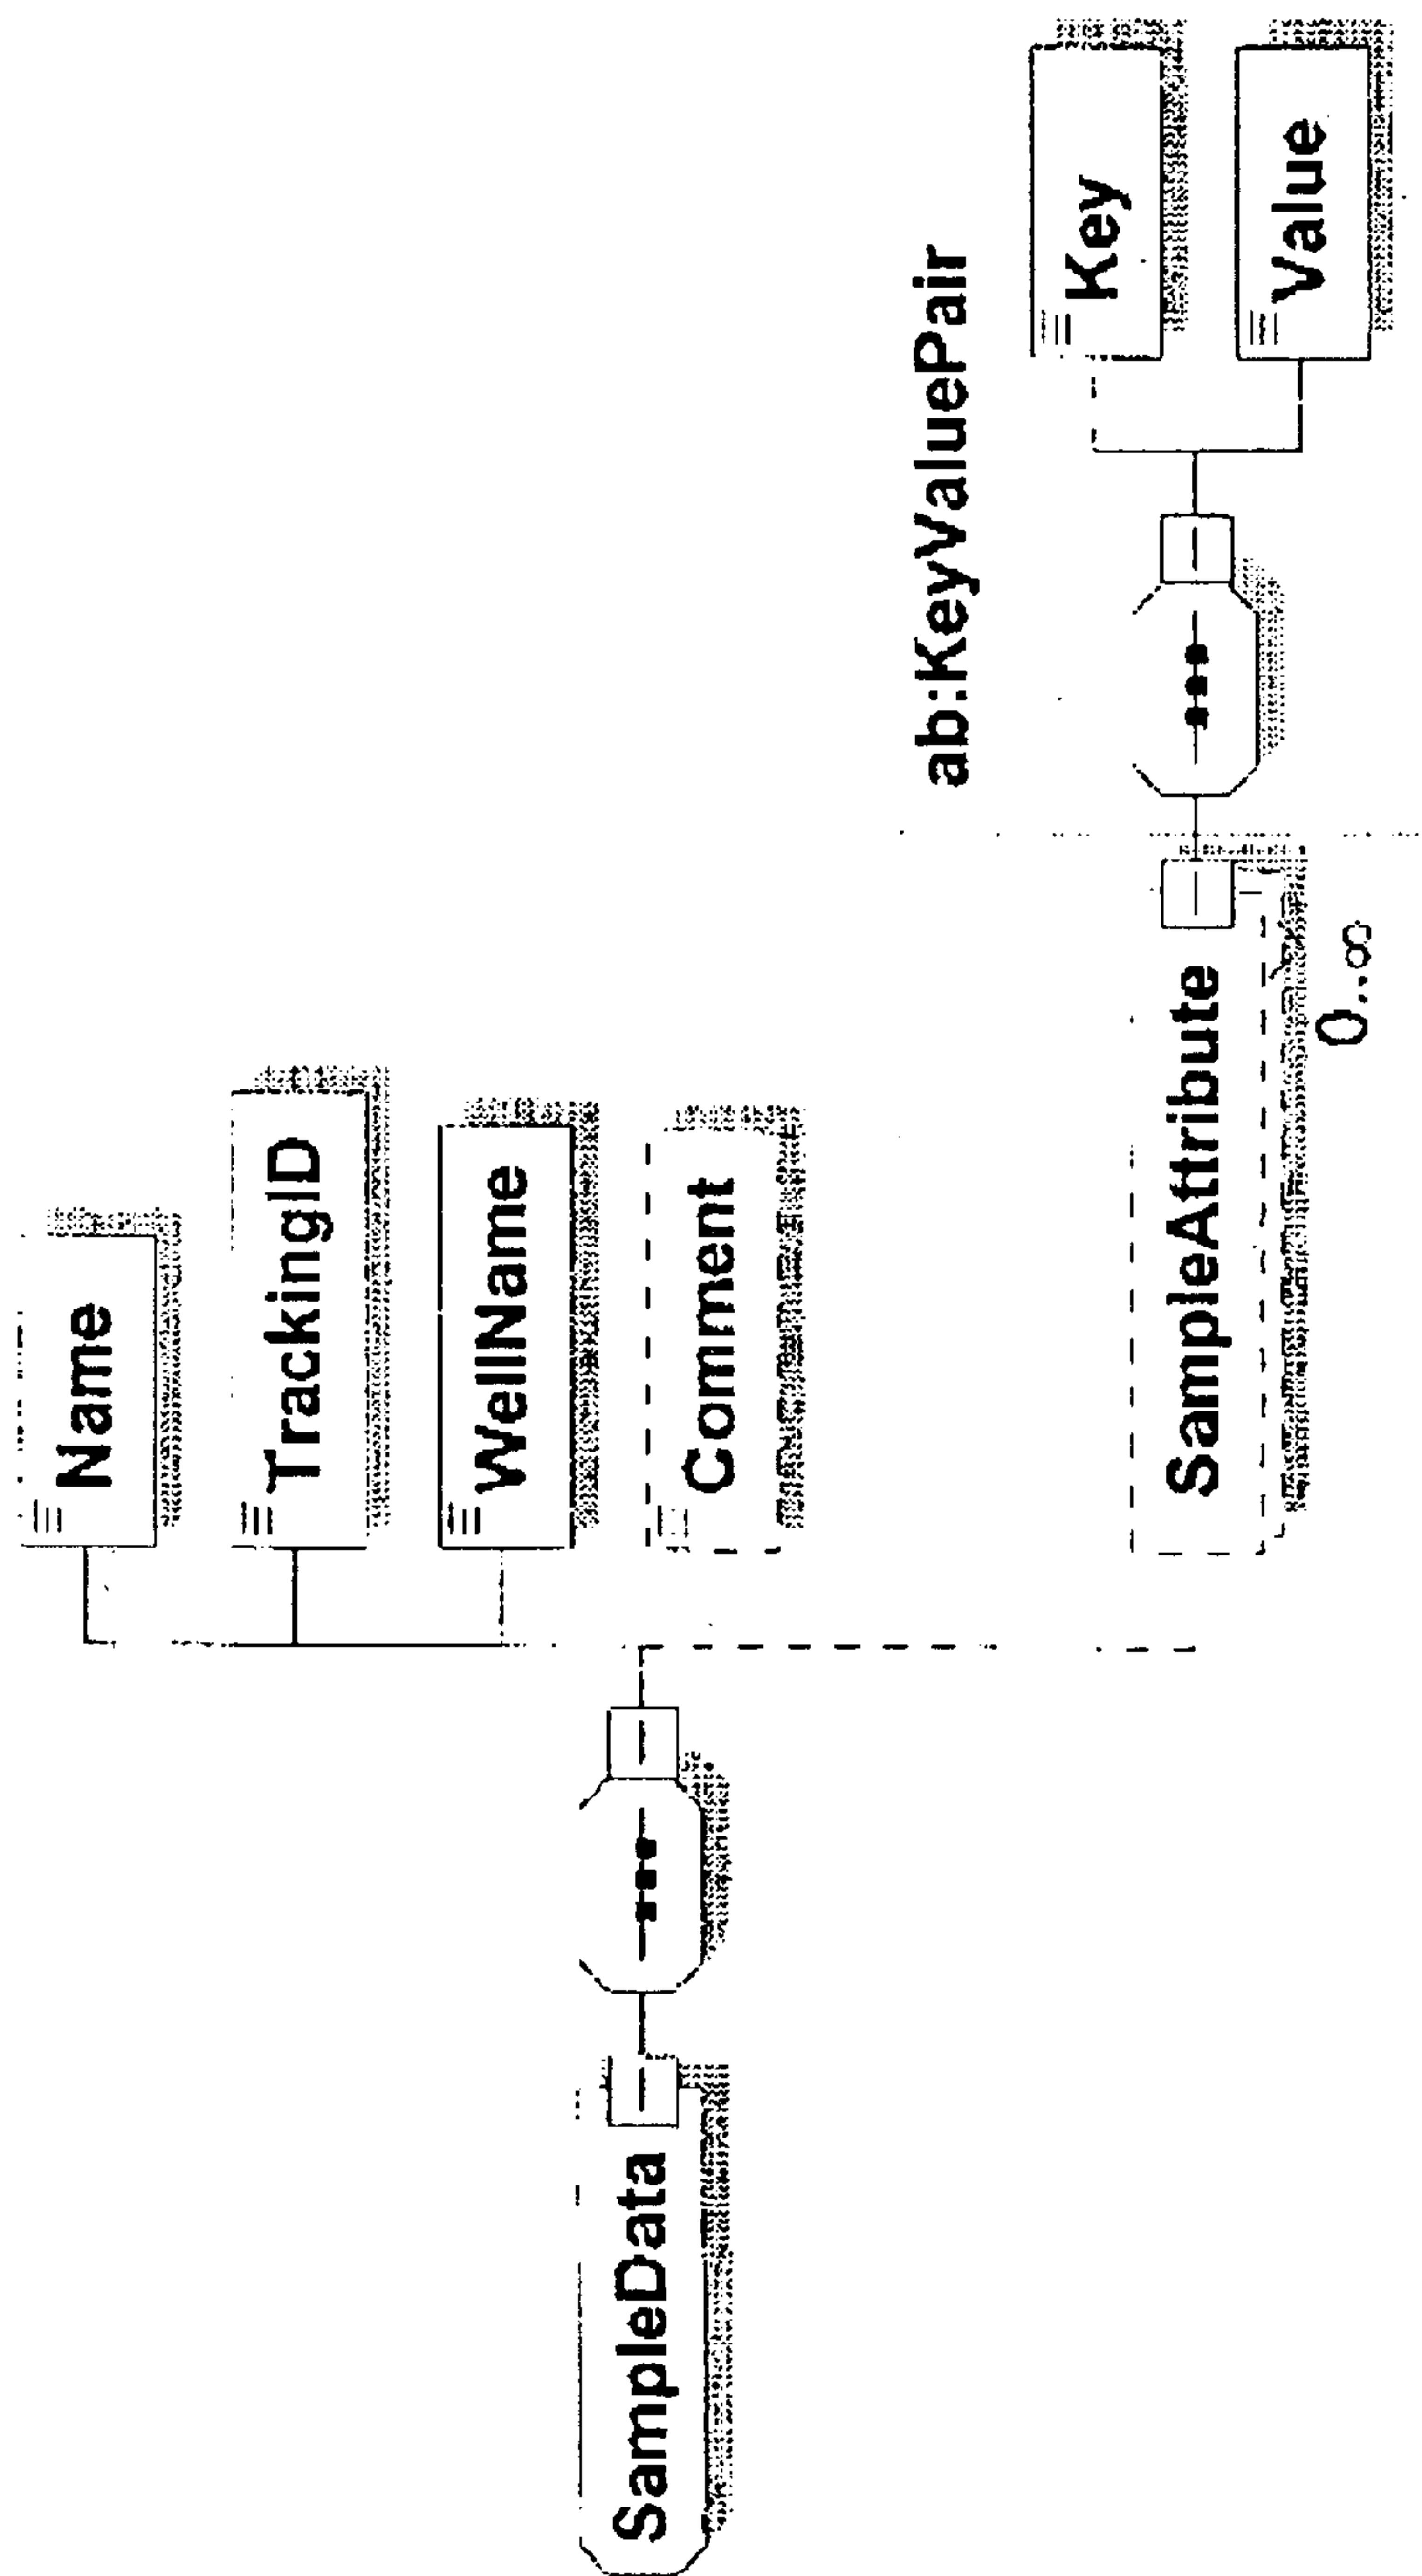 Name
TrackingID
WellName
SampleData
Comment
ab:KeyValuePair
Key
SampleAttribute
Value
0..∞